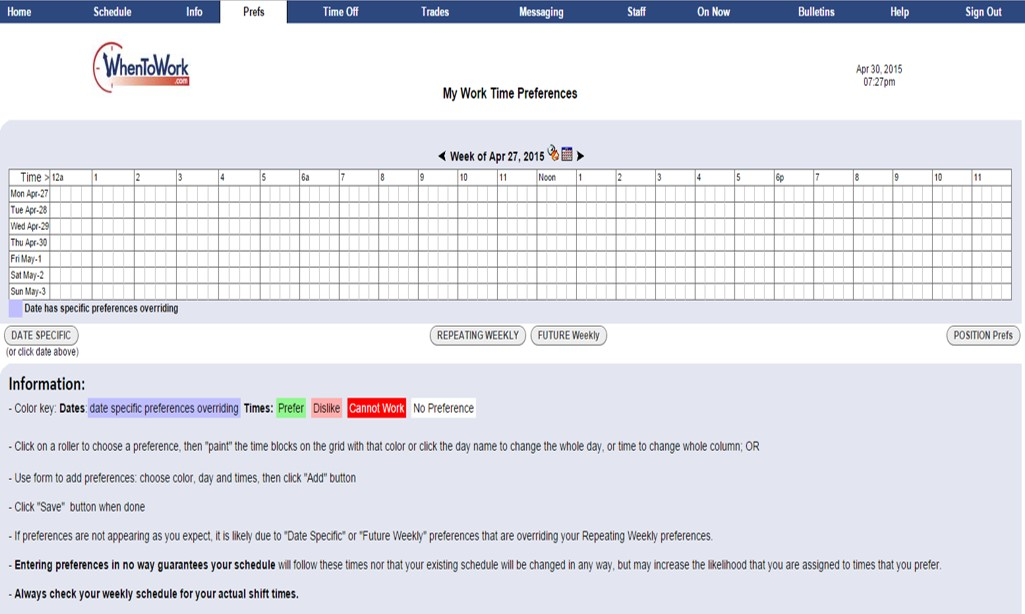 Home Schedule Info Prefs Time Off Trades Messaging Staff On Now Bulletins Help Sign Out
WhenToWork
.com
Apr 30, 2015
07:27pm
My Work Time Preferences
Week of Apr 27, 2015
Time > 12a 1 2 3 4 5 6a 7 8 9 10 11 Noon 1 2 3 4 5 6p 7 8 9 10 11
Mon Apr-27
Tue Apr-28
Wed Apr-29
Thu Apr-30
Fri May-1
Sat May-2
Sun May-3
Date has specific preferences overriding
DATE SPECIFIC REPEATING WEEKLY FUTURE Weekly POSITION Prefs
(or click date above)
Information:
- Color key: Dates: date specific preferences overriding Times: Prefer Dislike Cannot Work No Preference
- Click on a roller to choose a preference, then "paint" the time blocks on the grid with that color or click the day name to change the whole day, or time to change whole column; OR
- Use form to add preferences: choose color, day and times, then click "Add" button
- Click "Save" button when done
- If preferences are not appearing as you expect, it is likely due to "Date Specific" or "Future Weekly" preferences that are overriding your Repeating Weekly preferences.
- Entering preferences in no way guarantees your schedule will follow these times nor that your existing schedule will be changed in any way, but may increase the likelihood that you are assigned to times that you prefer.
- Always check your weekly schedule for your actual shift times.